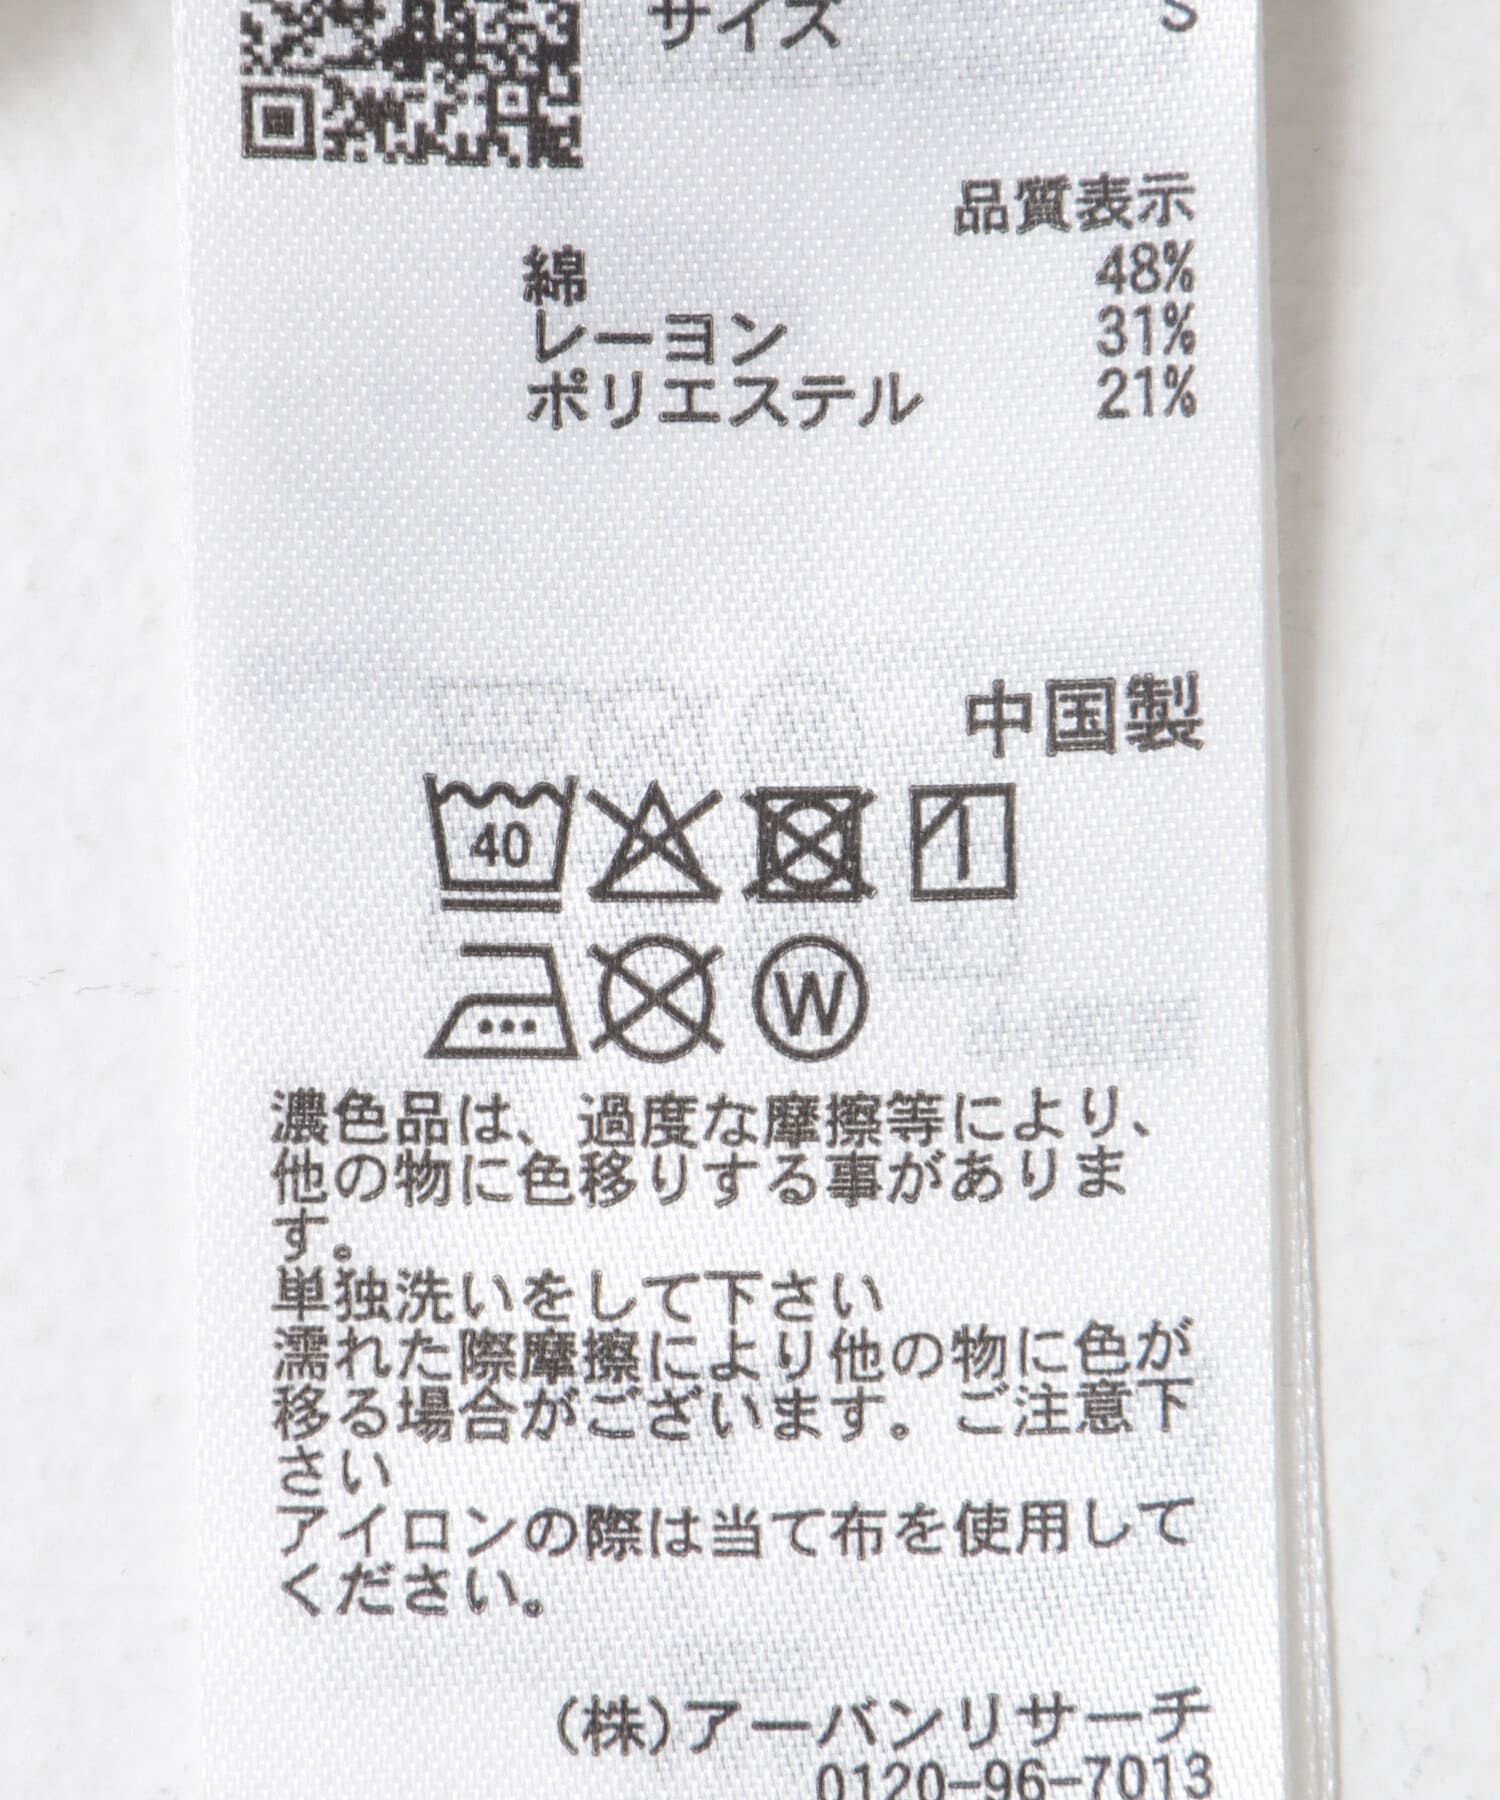 サイズ S
品質表示
綿 48%
レーヨン 31%
ポリエステル 21%
中国製
40
W
濃色品は、過度な摩擦等により、
他の物に色移りする事がありま
す。
単独洗いをして下さい
濡れた際摩擦により他の物に色が
移る場合がございます。ご注意下
さい
アイロンの際は当て布を使用して
ください。
(株)アーバンリサーチ
0120-96-7013